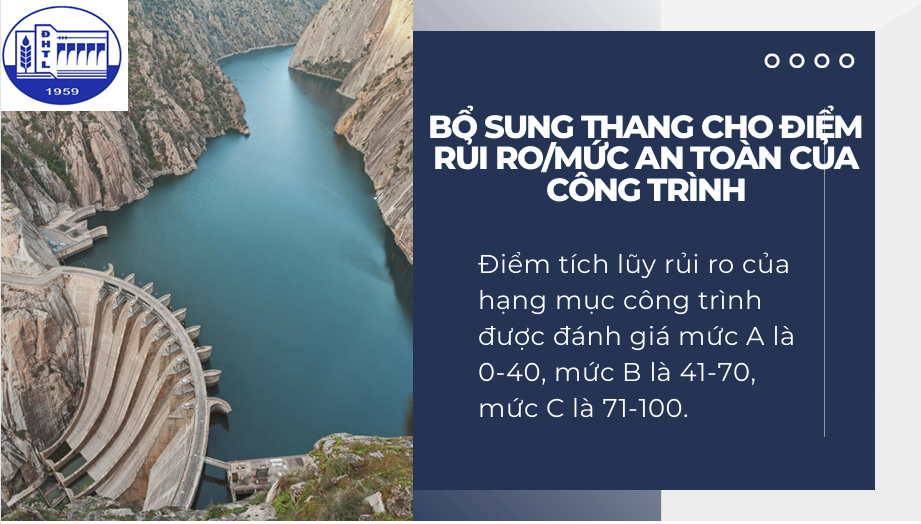 ĐHTL
1959
BỔ SUNG THANG CHO ĐIỂM
RỦI RO/MỨC AN TOÀN CỦA
CÔNG TRÌNH
Điểm tích lũy rủi ro của
hạng mục công trình
được đánh giá mức A là
0-40, mức B là 41-70,
mức C là 71-100.